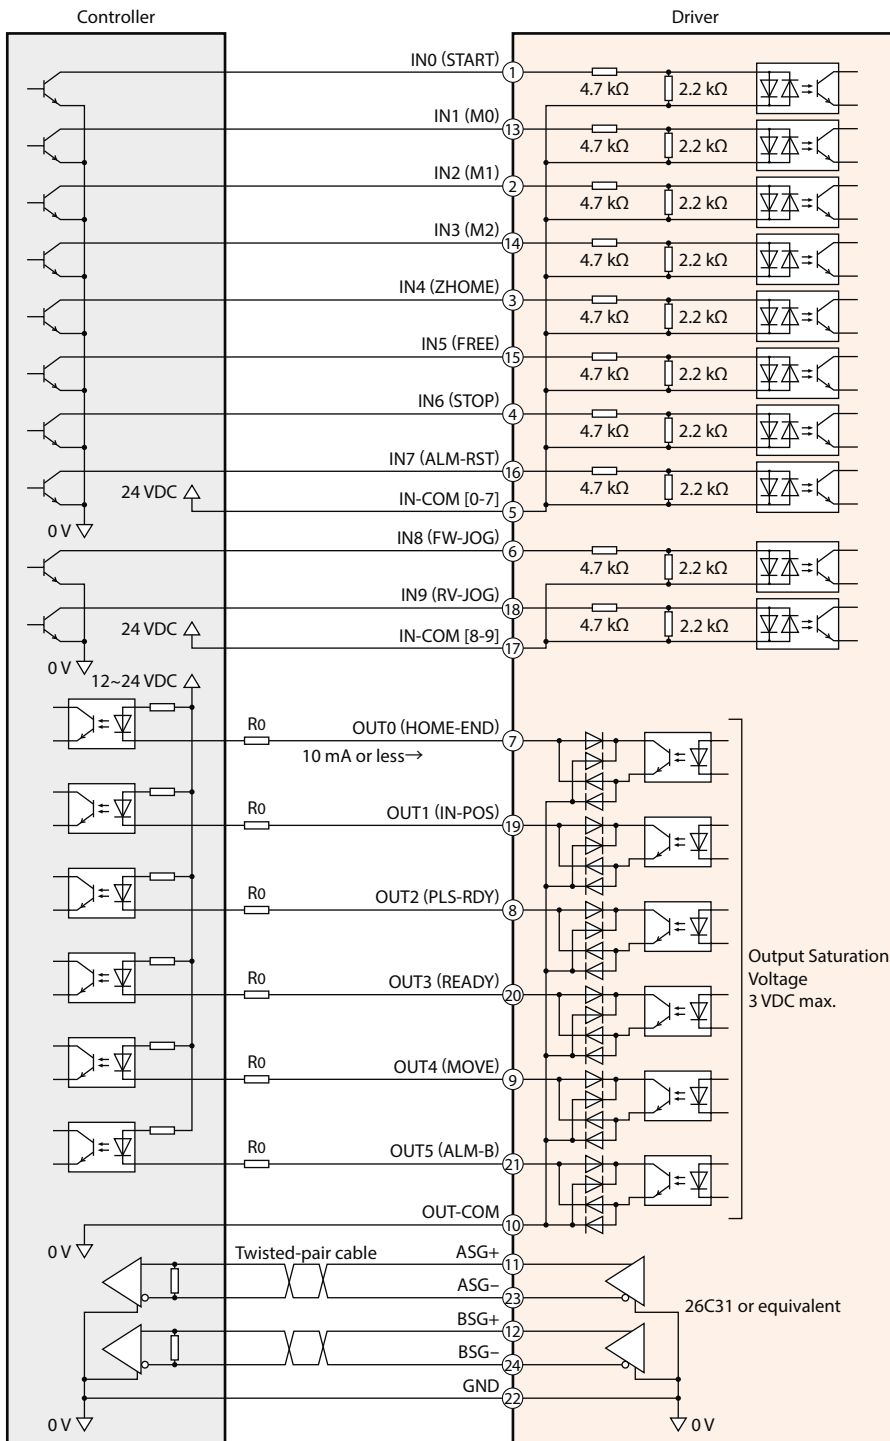 Controller Driver
IN0 (START) 1
4.7 kΩ 2.2 kΩ
IN1 (M0) 13
4.7 kΩ 2.2 kΩ
IN2 (M1) 2
4.7 kΩ 2.2 kΩ
IN3 (M2) 14
4.7 kΩ 2.2 kΩ
IN4 (ZHOME) 3
4.7 kΩ 2.2 kΩ
IN5 (FREE) 15
4.7 kΩ 2.2 kΩ
IN6 (STOP) 4
4.7 kΩ 2.2 kΩ
IN7 (ALM-RST) 16
4.7 kΩ 2.2 kΩ
24 VDC IN-COM [0-7] 5
0 V
IN8 (FW-JOG) 6
4.7 kΩ 2.2 kΩ
IN9 (RV-JOG) 18
4.7 kΩ 2.2 kΩ
24 VDC IN-COM [8-9] 17
0 V
12~24 VDC
R0 OUT0 (HOME-END) 7
10 mA or less→
R0 OUT1 (IN-POS) 19
R0 OUT2 (PLS-RDY) 8
Output Saturation
Voltage
3 VDC max.
R0 OUT3 (READY) 20
R0 OUT4 (MOVE) 9
R0 OUT5 (ALM-B) 21
OUT-COM 10
0 V
Twisted-pair cable ASG+ 11
ASG− 23
26C31 or equivalent
BSG+ 12
BSG− 24
GND 22
0 V 0 V